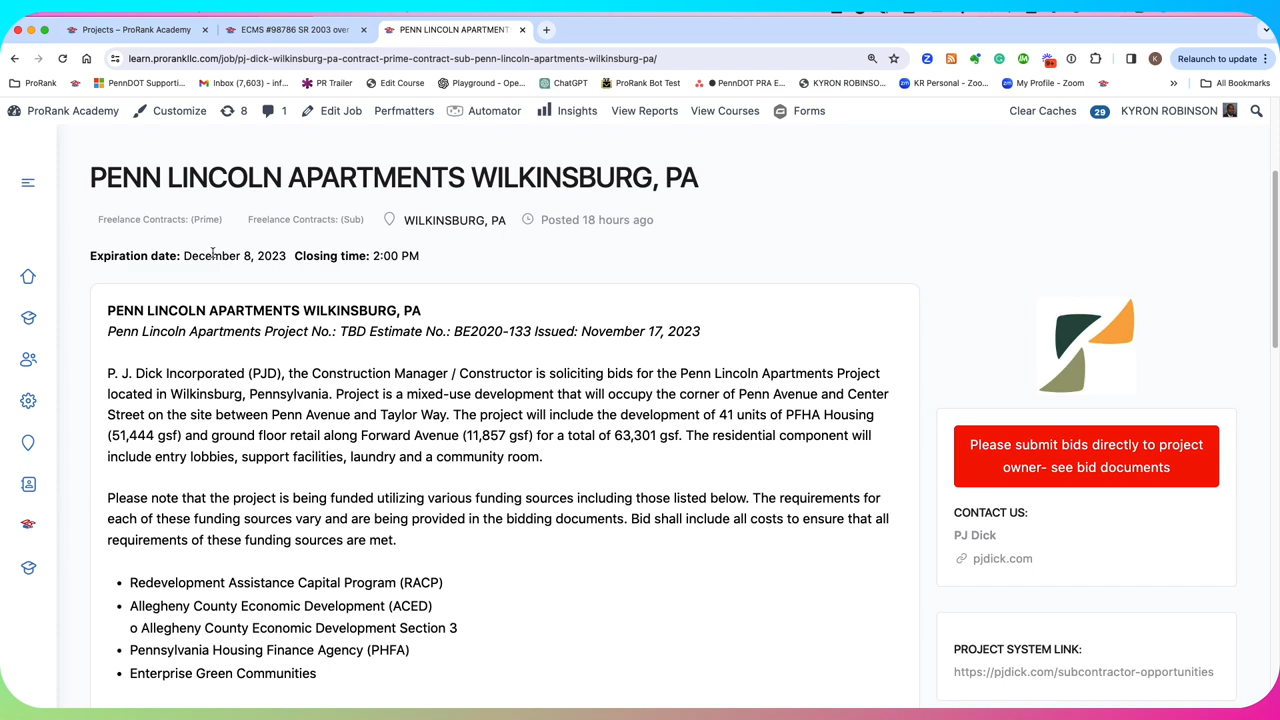 Projects – ProRank Academy
ECMS #98786 SR 2003 over
PENN LINCOLN APARTMENT
learn.prorankllc.com/job/pj-dick-wilkinsburg-pa-contract-prime-contract-sub-penn-lincoln-apartments-wilkinsburg-pa/
K
Relaunch to update
ProRank
PennDOT Supporti...
Inbox (7,603) - inf...
PR Trailer
Edit Course
Playground - Ope...
ChatGPT
ProRank Bot Test
PennDOT PRA E...
KYRON ROBINSO...
KR Personal - Zoo...
My Profile - Zoom
»
All Bookmarks
ProRank Academy
Customize
8
1
Edit Job
Perfmatters
Automator
Insights
View Reports
View Courses
Forms
Clear Caches
29
KYRON ROBINSON
PENN LINCOLN APARTMENTS WILKINSBURG, PA
Freelance Contracts: (Prime)
Freelance Contracts: (Sub)
WILKINSBURG, PA
Posted 18 hours ago
Expiration date: December 8, 2023 Closing time: 2:00 PM
PENN LINCOLN APARTMENTS WILKINSBURG, PA
Penn Lincoln Apartments Project No.: TBD Estimate No.: BE2020-133 Issued: November 17, 2023
P. J. Dick Incorporated (PJD), the Construction Manager / Constructor is soliciting bids for the Penn Lincoln Apartments Project
located in Wilkinsburg, Pennsylvania. Project is a mixed-use development that will occupy the corner of Penn Avenue and Center
Street on the site between Penn Avenue and Taylor Way. The project will include the development of 41 units of PFHA Housing
(51,444 gsf) and ground floor retail along Forward Avenue (11,857 gsf) for a total of 63,301 gsf. The residential component will
include entry lobbies, support facilities, laundry and a community room.
Please note that the project is being funded utilizing various funding sources including those listed below. The requirements for
each of these funding sources vary and are being provided in the bidding documents. Bid shall include all costs to ensure that all
requirements of these funding sources are met.
• Redevelopment Assistance Capital Program (RACP)
• Allegheny County Economic Development (ACED)
o Allegheny County Economic Development Section 3
• Pennsylvania Housing Finance Agency (PHFA)
• Enterprise Green Communities
Please submit bids directly to project
owner- see bid documents
CONTACT US:
PJ Dick
pjdick.com
PROJECT SYSTEM LINK:
https://pjdick.com/subcontractor-opportunities